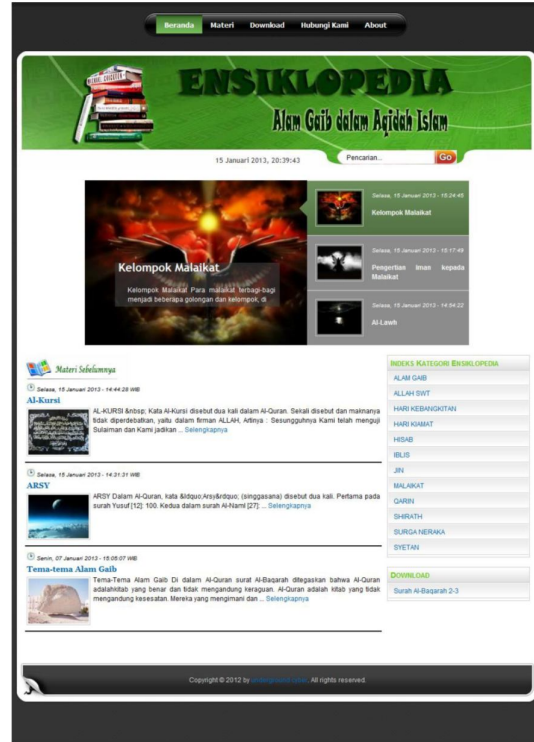 Beranda Materi Download Hubungi Kami About
ENSIKLOPEDIA
Alam Gaib dalam Aqidah Islam
15 Januari 2013, 20:39:43
Pencarian... Go
Kelompok Malaikat
Kelompok Malaikat Para malaikat terbagi-bagi
menjadi beberapa golongan dan kelompok, di
Selasa, 15 Januari 2013 - 15:24:45
Kelompok Malaikat
Selasa, 15 Januari 2013 - 15:17:49
Pengertian Iman kepada
Malaikat
Selasa, 15 Januari 2013 - 14:54:22
Al-Lawh
Materi Sebelumnya
Selasa, 15 Januari 2013 - 14:44:28 WIB
Al-Kursi
AL-KURSI &nbsp; Kata Al-Kursi disebut dua kali dalam Al-Quran. Sekali disebut dan maknanya
tidak diperdebatkan, yaitu dalam firman ALLAH, Artinya : Sesungguhnya Kami telah menguji
Sulaiman dan Kami jadikan ... Selengkapnya
Selasa, 15 Januari 2013 - 14:31:31 WIB
ARSY
ARSY Dalam Al-Quran, kata &ldquo;Arsy&rdquo; (singgasana) disebut dua kali. Pertama pada
surah Yusuf [12]: 100. Kedua dalam surah Al-Naml [27]: ... Selengkapnya
Senin, 07 Januari 2013 - 15:05:07 WIB
Tema-tema Alam Gaib
Tema-Tema Alam Gaib Di dalam Al-Quran surat Al-Baqarah ditegaskan bahwa Al-Quran
adalahkitab yang benar dan tidak mengandung keraguan. Al-Quran adalah kitab yang tidak
mengandung kesesatan. Mereka yang mengimani dan ... Selengkapnya
INDEKS KATEGORI ENSIKLOPEDIA
ALAM GAIB
ALLAH SWT
HARI KEBANGKITAN
HARI KIAMAT
HISAB
IBLIS
JIN
MALAIKAT
QARIN
SHIRATH
SURGA NERAKA
SYETAN
DOWNLOAD
Surah Al-Baqarah 2-3
Copyright © 2012 by All rights reserved.